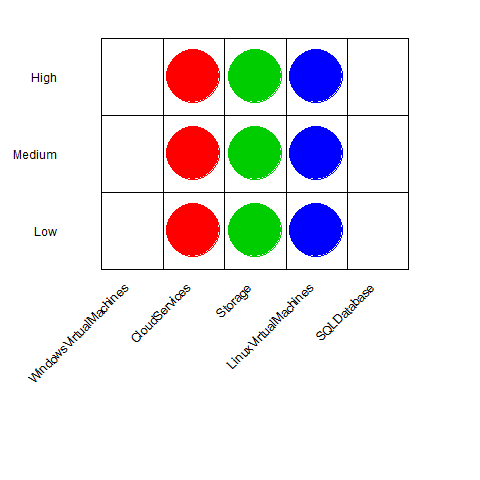 High
Medium
Low
WindowsVirtualMachines
CloudServices
Storage
LinuxVirtualMachines
SQLDatabase